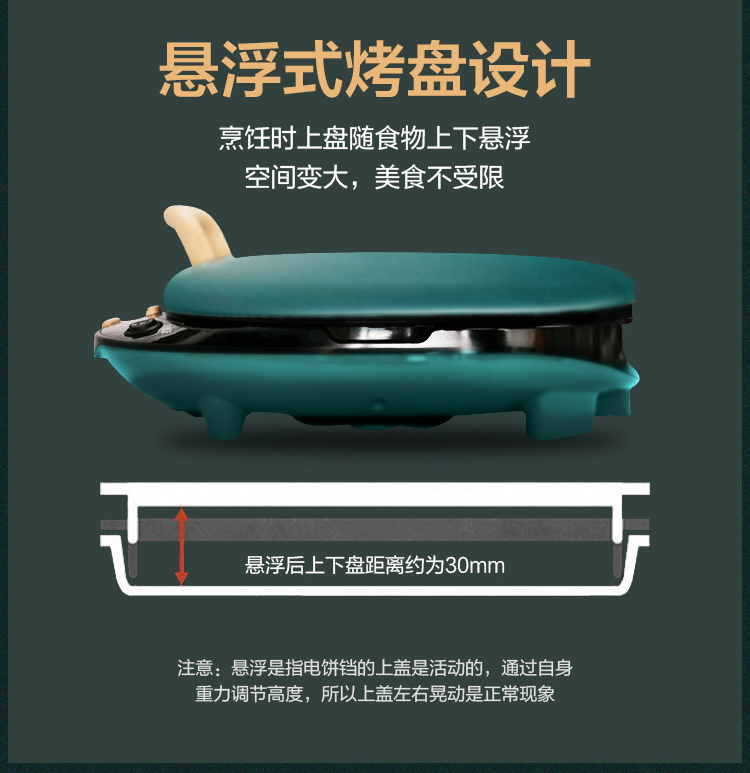 悬浮式烤盘设计
烹饪时上盘随食物上下悬浮
空间变大，美食不受限
悬浮后上下盘距离约为30mm
注意：悬浮是指电饼铛的上盖是活动的，通过自身
重力调节高度，所以上盖左右晃动是正常现象